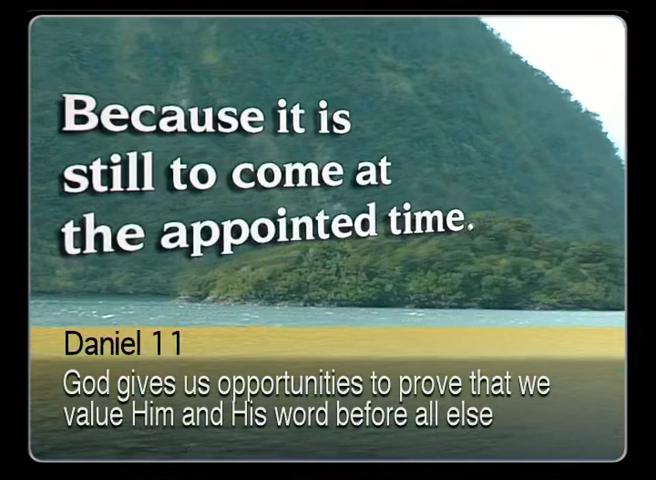 Because it is
still to come at
the appointed time.
Daniel 11
God gives us opportunities to prove that we
value Him and His word before all else